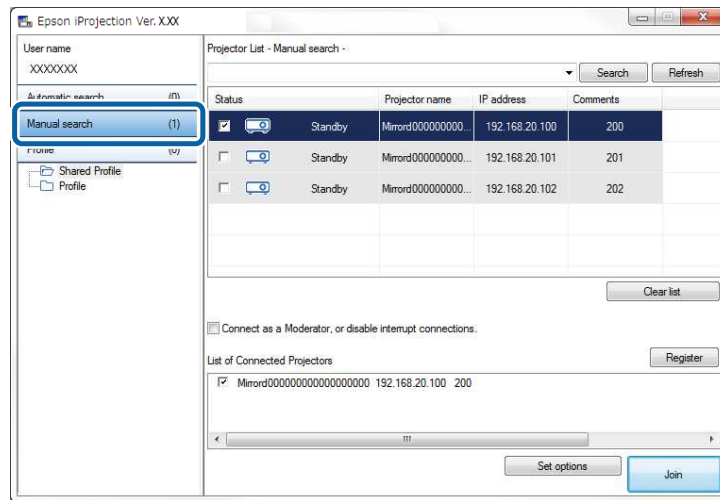 Epson iProjection Ver. X.XX
User name
XXXXXXX
Automatic search (0)
Manual search (1)
Profile (0)
Shared Profile
Profile
Projector List - Manual search -
Search Refresh
Status Projector name IP address Comments
Standby Mirrord000000000... 192.168.20.100 200
Standby Mirrord000000000... 192.168.20.101 201
Standby Mirrord000000000... 192.168.20.102 202
Clear list
Connect as a Moderator, or disable interrupt connections.
List of Connected Projectors Register
Mirrord000000000000000000 192.168.20.100 200
Set options Join